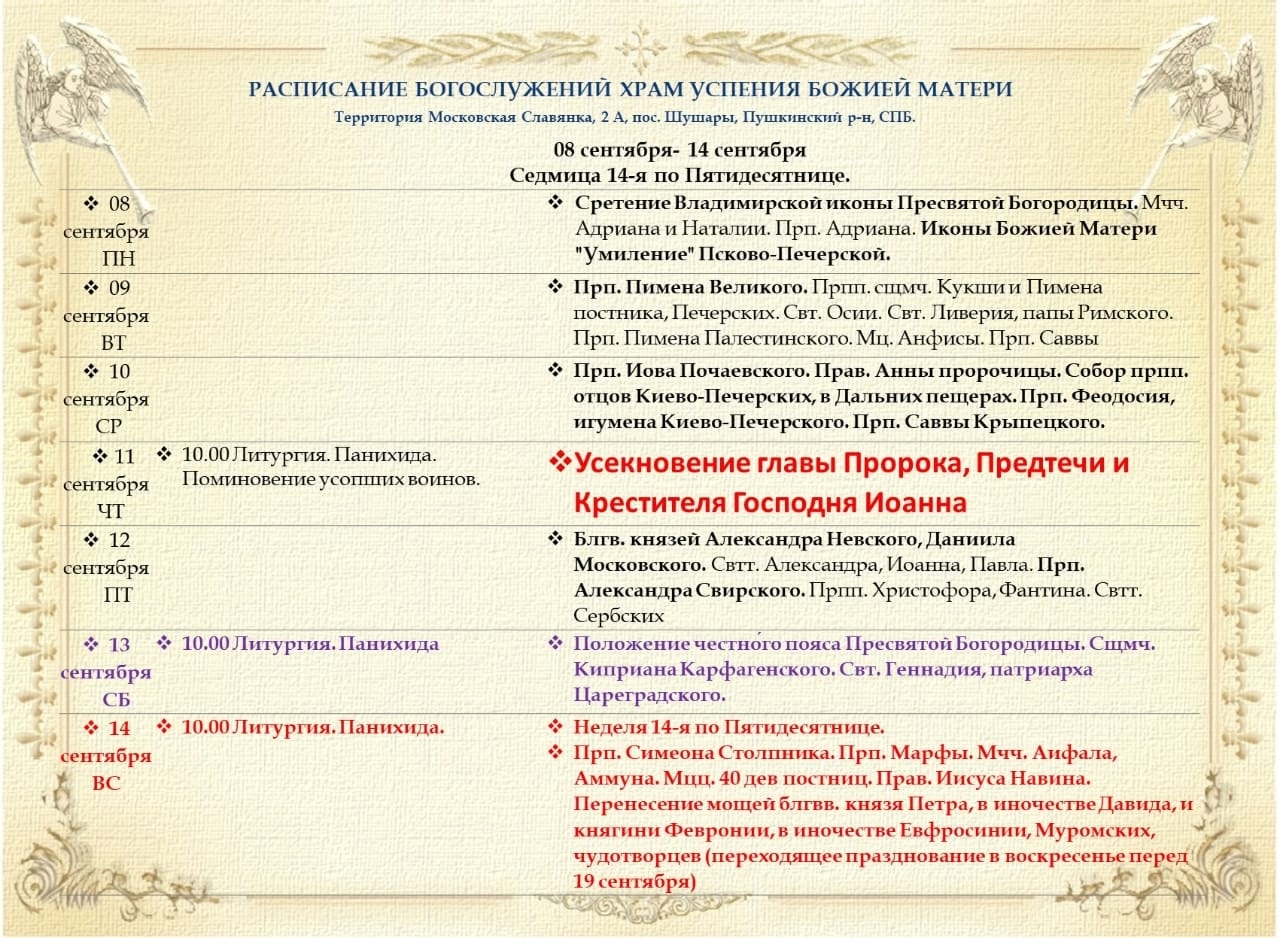 РАСПИСАНИЕ БОГОСЛУЖЕНИЙ ХРАМ УСПЕНИЯ БОЖИЕЙ МАТЕРИ
Территория Московская Славянка, 2 А, пос. Шушары, Пушкинский р-н, СПБ.
08 сентября- 14 сентября
Седмица 14-я по Пятидесятнице.
❖ 08
сентября
ПН
❖ Сретение Владимирской иконы Пресвятой Богородицы. Мчч.
Адриана и Наталии. Прп. Адриана. Иконы Божией Матери
"Умиление" Псково-Печерской.
❖ 09
сентября
ВТ
❖ Прп. Пимена Великого. Прпп. сщмч. Кукши и Пимена
постника, Печерских. Свт. Осии. Свт. Ливерия, папы Римского.
Прп. Пимена Палестинского. Мц. Анфисы. Прп. Саввы
❖ 10
сентября
СР
❖ Прп. Иова Почаевского. Прав. Анны пророчицы. Собор прпп.
отцов Киево-Печерских, в Дальних пещерах. Прп. Феодосия,
игумена Киево-Печерского. Прп. Саввы Крыпецкого.
❖ 11
сентября
ЧТ
❖ 10.00 Литургия. Панихида.
Поминовение усопших воинов.
❖Усекновение главы Пророка, Предтечи и
Крестителя Господня Иоанна
❖ 12
сентября
ПТ
❖ Блгв. князей Александра Невского, Даниила
Московского. Свтт. Александра, Иоанна, Павла. Прп.
Александра Свирского. Прпп. Христофора, Фантина. Свтт.
Сербских
❖ 13
сентября
СБ
❖ 10.00 Литургия. Панихида
❖ Положение честно́го пояса Пресвятой Богородицы. Сщмч.
Киприана Карфагенского. Свт. Геннадия, патриарха
Цареградского.
❖ 14
сентября
ВС
❖ 10.00 Литургия. Панихида.
❖ Неделя 14-я по Пятидесятнице.
❖ Прп. Симеона Столпника. Прп. Марфы. Мчч. Аифала,
Аммуна. Мцц. 40 дев постниц. Прав. Иисуса Навина.
Перенесение мощей блгвв. князя Петра, в иночестве Давида, и
княгини Февронии, в иночестве Евфросинии, Муромских,
чудотворцев (переходящее празднование в воскресенье перед
19 сентября)